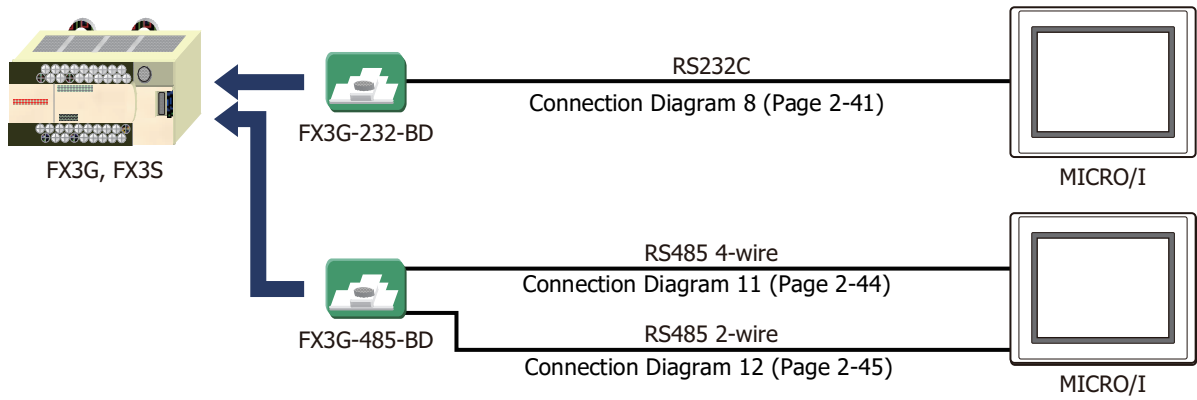 RS232C
Connection Diagram 8 (Page 2-41)
FX3G-232-BD
FX3G, FX3S
MICRO/I
RS485 4-wire
Connection Diagram 11 (Page 2-44)
FX3G-485-BD
RS485 2-wire
Connection Diagram 12 (Page 2-45)
MICRO/I